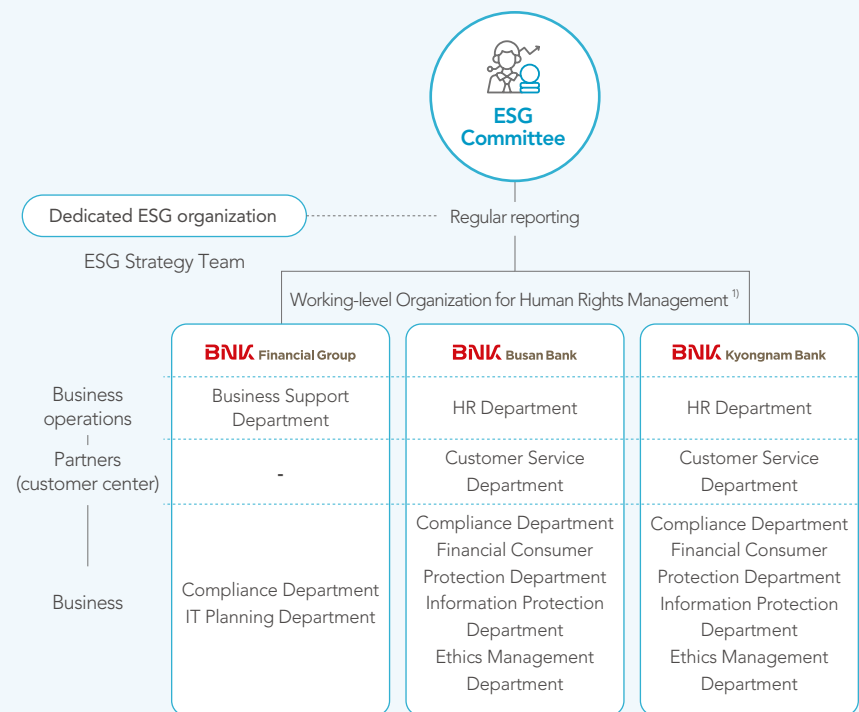 ESG
Committee
Dedicated ESG organization
Regular reporting
ESG Strategy Team
Working-level Organization for Human Rights Management 1)
BNK Financial Group
BNK Busan Bank
BNK Kyongnam Bank
Business
operations
Business Support
Department
HR Department
HR Department
Partners
(customer center)
-
Customer Service
Department
Customer Service
Department
Business
Compliance Department
IT Planning Department
Compliance Department
Financial Consumer
Protection Department
Information Protection
Department
Ethics Management
Department
Compliance Department
Financial Consumer
Protection Department
Information Protection
Department
Ethics Management
Department